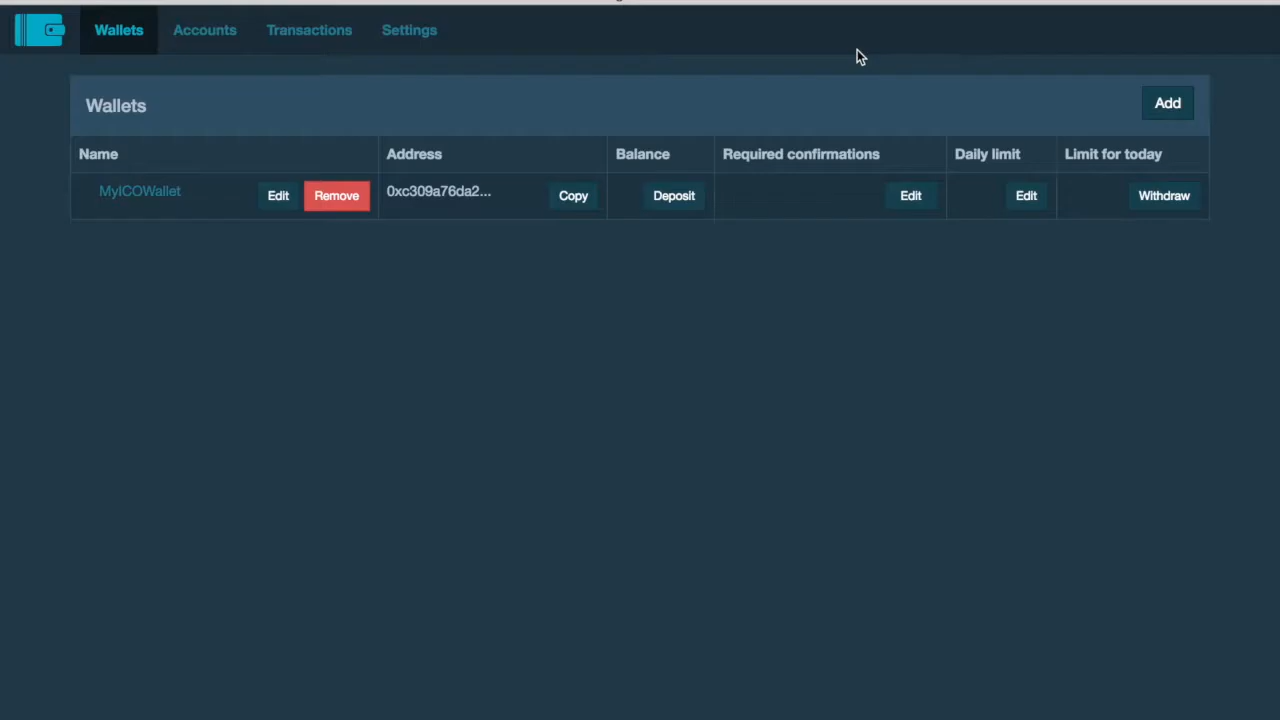 Wallets Accounts Transactions Settings
Wallets Add
Name Address Balance Required confirmations Daily limit Limit for today
MyICOWallet Edit Remove 0xc309a76da2... Copy Deposit Edit Edit Withdraw